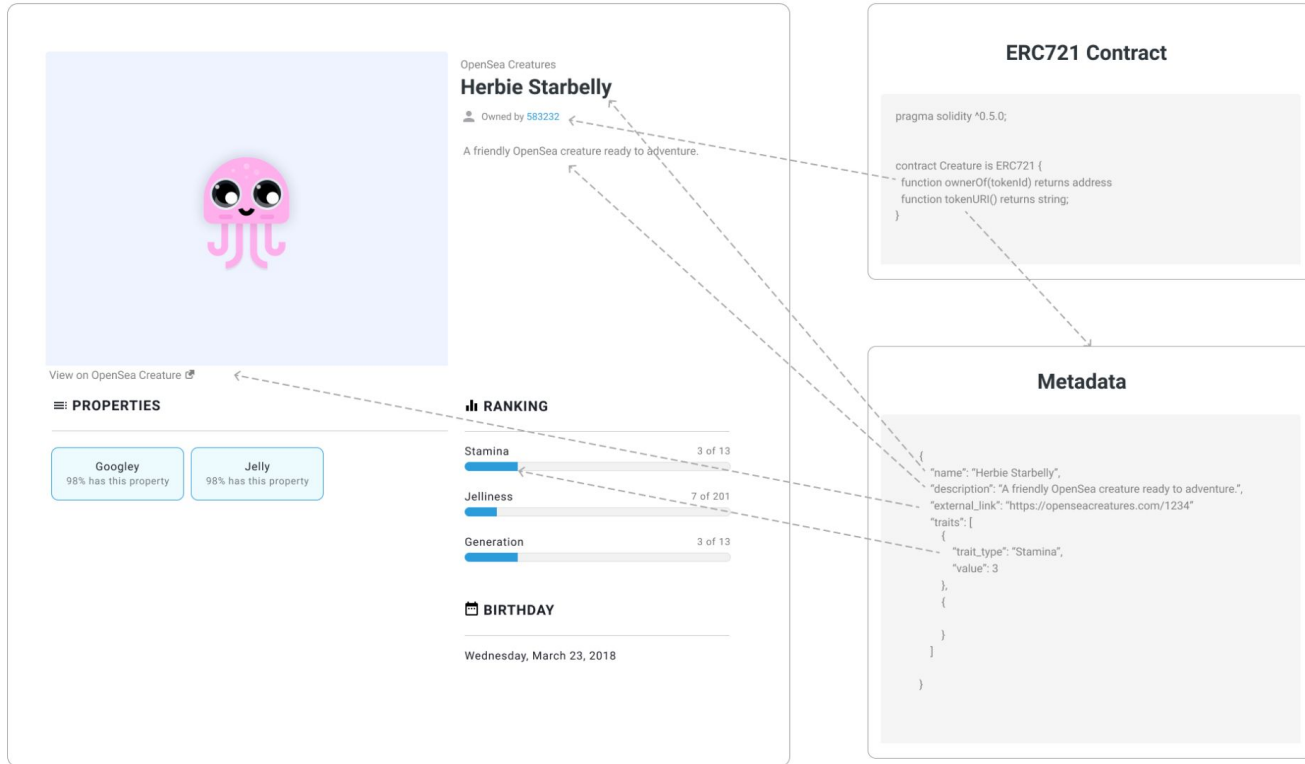 OpenSea Creatures
Herbie Starbelly
Owned by 583232
A friendly OpenSea creature ready to adventure.
View on OpenSea Creature
PROPERTIES
Googley
98% has this property
Jelly
98% has this property
RANKING
Stamina 3 of 13
Jelliness 7 of 201
Generation 3 of 13
BIRTHDAY
Wednesday, March 23, 2018
ERC721 Contract
pragma solidity ^0.5.0;
contract Creature is ERC721 {
function ownerOf(tokenId) returns address
function tokenURI() returns string;
}
Metadata
{
“name”: “Herbie Starbelly”,
“description”: “A friendly OpenSea creature ready to adventure.”,
“external_link”: “https://openseacreatures.com/1234”
“traits”: [
{
“trait_type”: “Stamina”,
“value”: 3
},
{
}
]
}